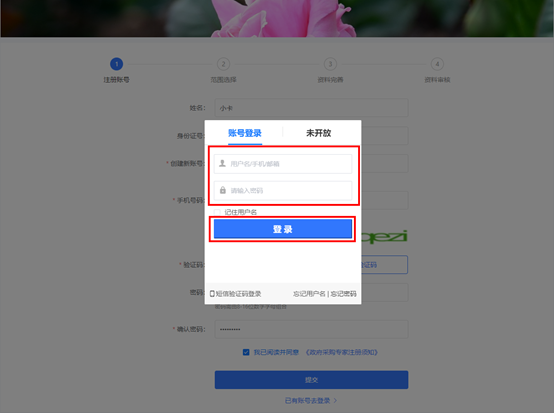 1 2 3 4
注册账号 范围选择 资料完善 资料审核
姓名: 小卡
身份证号:
* 创建新账号:
* 手机号码:
账号登录 未开放
用户名/手机/邮箱
请输入密码
记住用户名
登 录
短信验证码登录 忘记用户名 | 忘记密码
* 验证码: 验证码
密码:
* 确认密码: •••••••••
我已阅读并同意 《政府采购专家注册须知》
提交
已有账号去登录 >